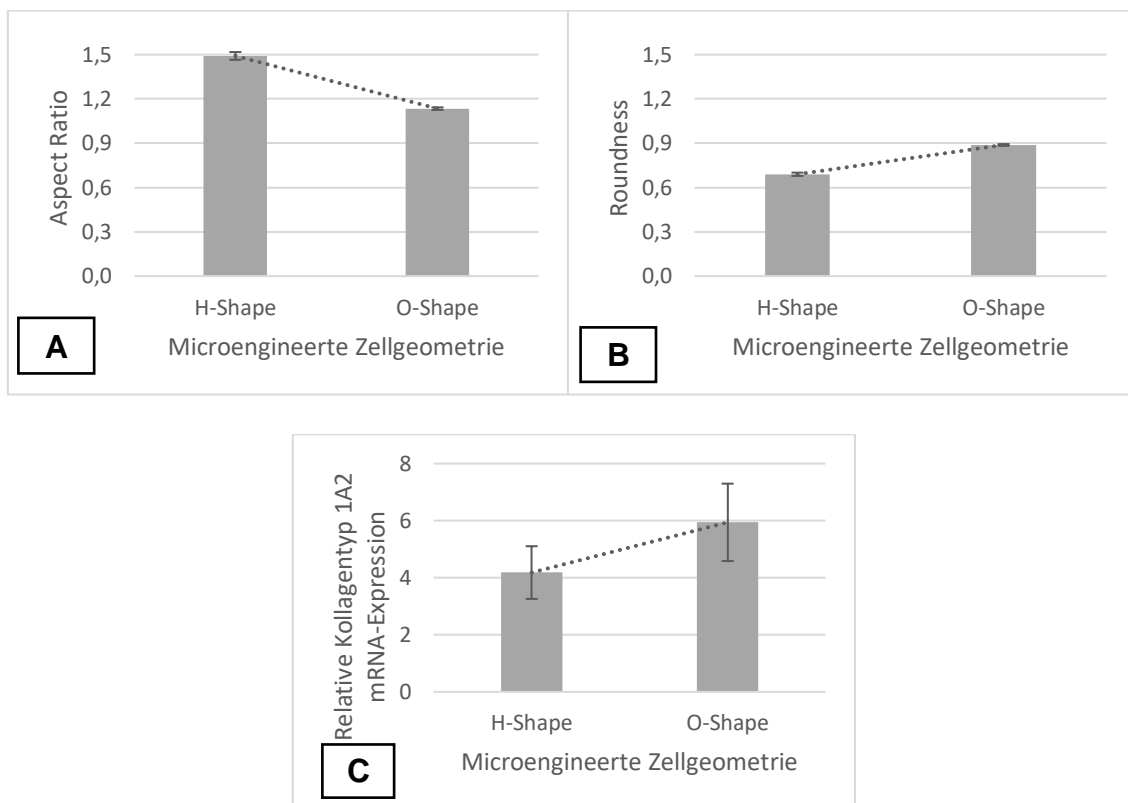 Aspect Ratio
1,5
1,2
0,9
0,6
0,3
0,0
H-Shape
O-Shape
Microengineerte Zellgeometrie
A
Roundness
1,5
1,2
0,9
0,6
0,3
0,0
H-Shape
O-Shape
Microengineerte Zellgeometrie
B
Relative Kollagentyp 1A2
mRNA-Expression
8
6
4
2
0
H-Shape
O-Shape
Microengineerte Zellgeometrie
C